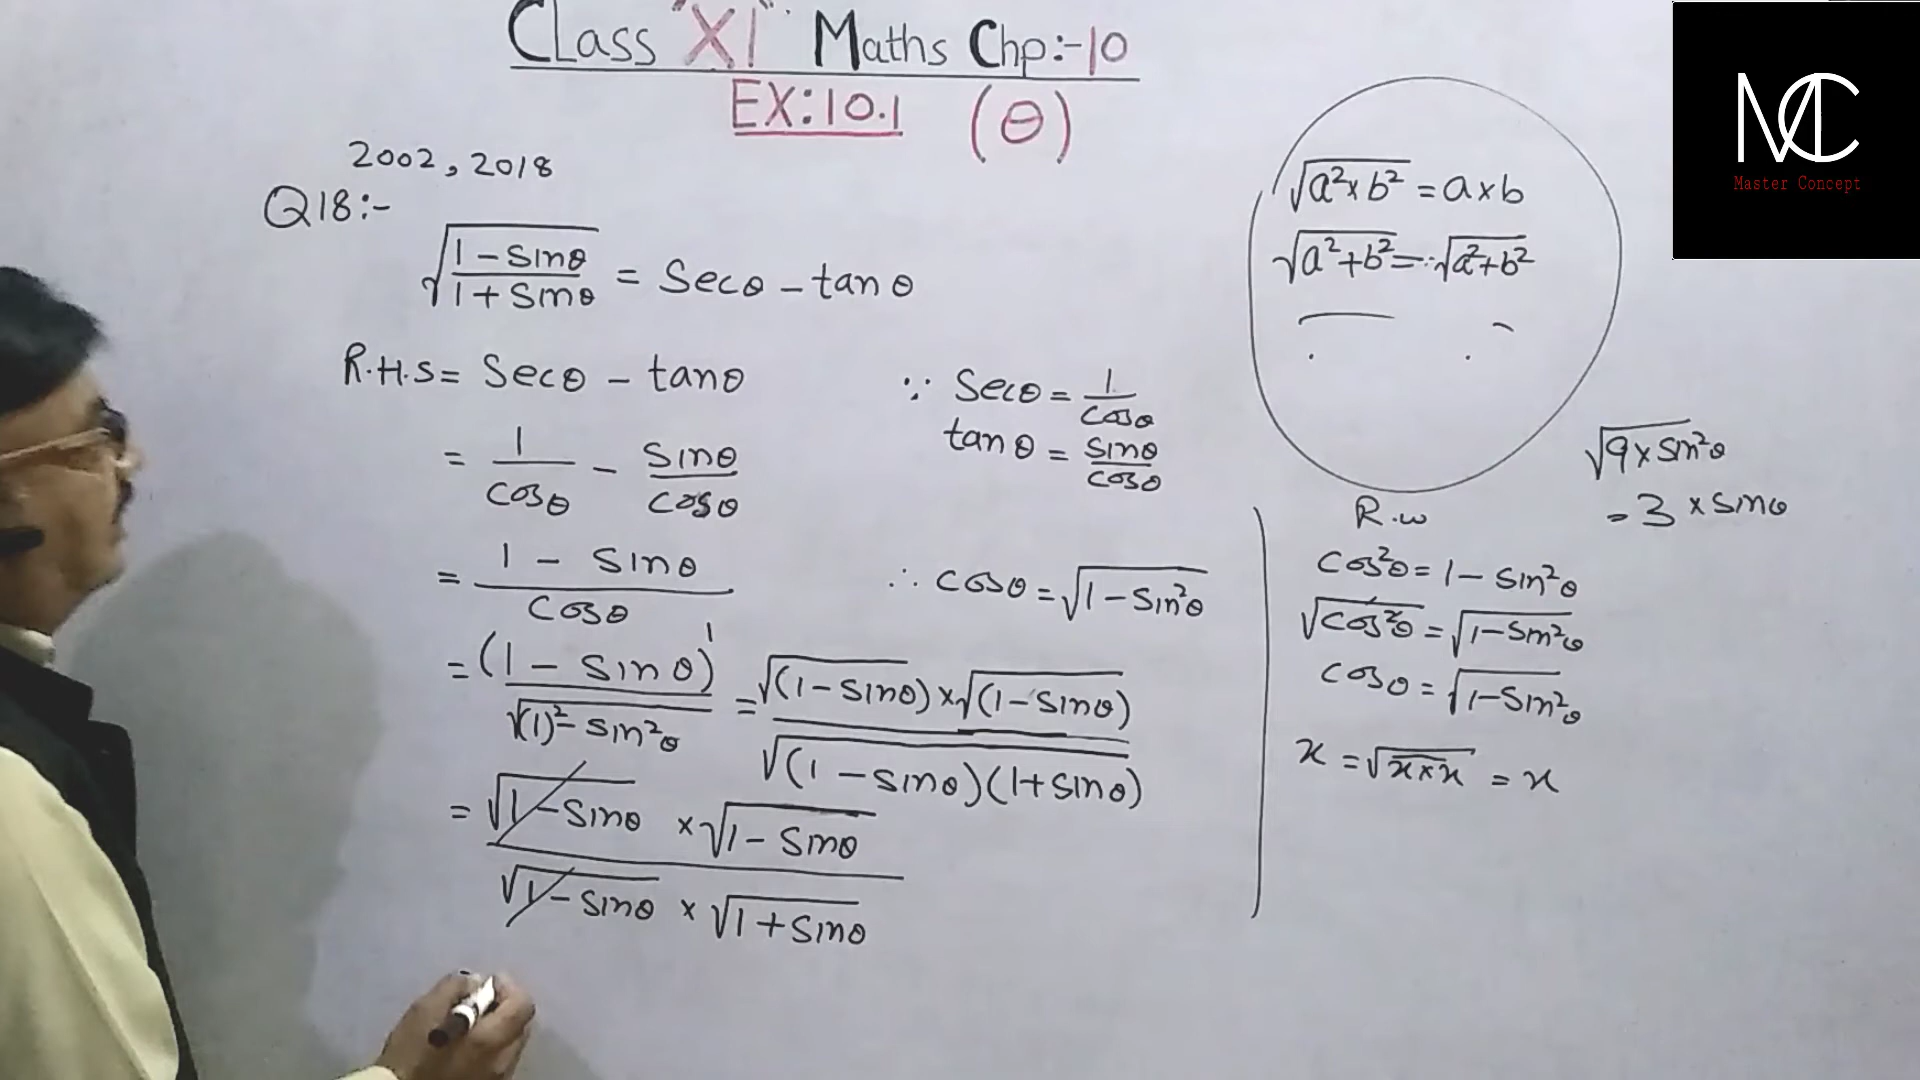 Class "XI" Maths Chp:-10
EX:10.1 (θ)
2002, 2018
Q18:-
√(1-sinθ / 1+sinθ) = Secθ - tanθ
R.H.S = Secθ - tanθ
∵ Secθ = 1/cosθ
tanθ = sinθ/cosθ
= 1/cosθ - sinθ/cosθ
= 1 - sinθ / cosθ
∴ cosθ = √(1-sin²θ)
= (1 - sinθ)¹ / √((1)²-sin²θ) = √(1-sinθ) × √(1-sinθ) / √((1-sinθ)(1+sinθ))
= √(1-sinθ) × √(1-sinθ) / √(1-sinθ) × √(1+sinθ)
√(a²×b²) = a×b
√(a²+b²) = √(a²+b²)
√(9×sin²θ)
= 3 × sinθ
R.w
cos²θ = 1 - sin²θ
√(cos²θ) = √(1-sin²θ)
cosθ = √(1-sin²θ)
x = √(x×x) = x
MC
Master Concept